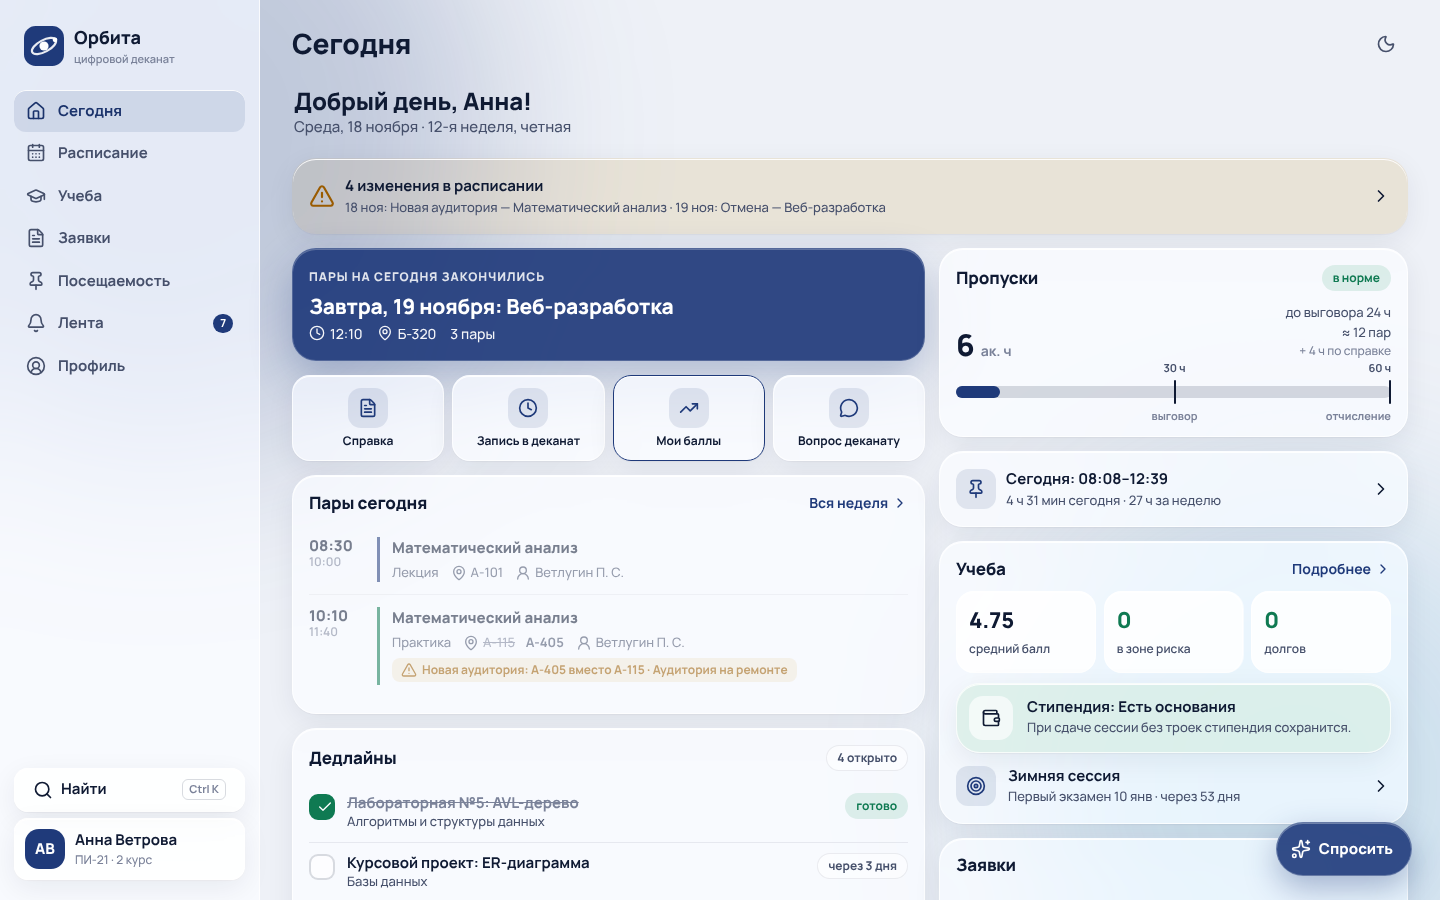 Орбита
цифровой деканат
Сегодня
Расписание
Учеба
Заявки
Посещаемость
Лента
7
Профиль
Найти
Ctrl K
АВ
Анна Ветрова
ПИ-21 · 2 курс
Сегодня
Добрый день, Анна!
Среда, 18 ноября · 12-я неделя, четная
4 изменения в расписании
18 ноя: Новая аудитория — Математический анализ · 19 ноя: Отмена — Веб-разработка
ПАРЫ НА СЕГОДНЯ ЗАКОНЧИЛИСЬ
Завтра, 19 ноября: Веб-разработка
12:10 Б-320 3 пары
Справка
Запись в деканат
Мои баллы
Вопрос деканату
Пары сегодня
Вся неделя
08:30
10:00
Математический анализ
Лекция А-101 Ветлугин П. С.
10:10
11:40
Математический анализ
Практика А-115 А-405 Ветлугин П. С.
Новая аудитория: А-405 вместо А-115 · Аудитория на ремонте
Дедлайны
4 открыто
Лабораторная №5: AVL-дерево
Алгоритмы и структуры данных
готово
Курсовой проект: ER-диаграмма
Базы данных
через 3 дня
Пропуски
в норме
6 ак. ч
до выговора 24 ч
≈ 12 пар
+ 4 ч по справке
30 ч
60 ч
выговор
отчисление
Сегодня: 08:08–12:39
4 ч 31 мин сегодня · 27 ч за неделю
Учеба
Подробнее
4.75
средний балл
0
в зоне риска
0
долгов
Стипендия: Есть основания
При сдаче сессии без троек стипендия сохранится.
Зимняя сессия
Первый экзамен 10 янв · через 53 дня
Заявки
Спросить